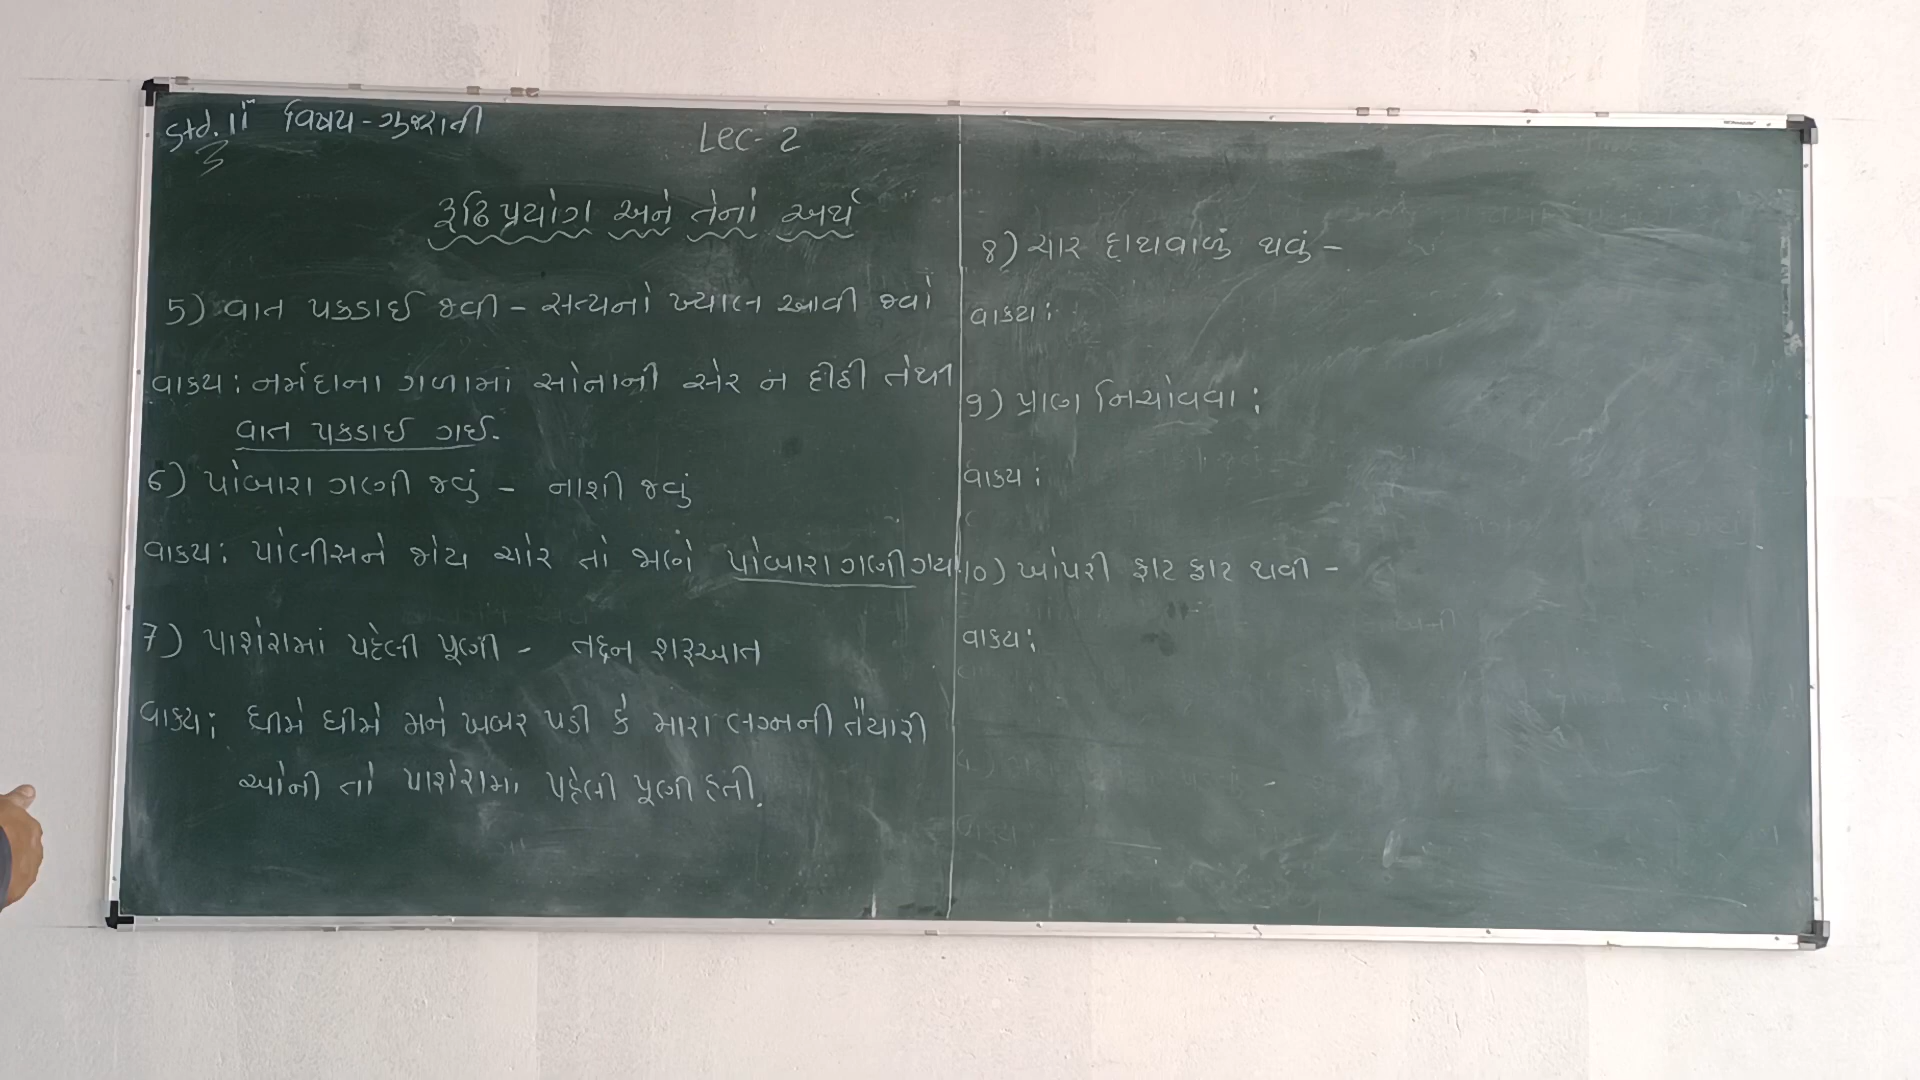 Std. 11 વિષય - ગુજરાતી
Lec- 2
રૂઢિપ્રયોગ અને તેનો અર્થ
5) વાત પકડાઈ જવી - સત્યનો ખ્યાલ આવી જવો
વાક્ય: નર્મદાના ગળામાં સોનાની સેર ન દીઠી તેથી
વાત પકડાઈ ગઈ.
6) પોબારા ગણી જવું - નાશી જવું
વાક્ય: પોલીસને જોય ચોર તો જાણે પોબારા ગણી ગયા.
7) પાશેરામાં પહેલી પૂણી - તદ્દન શરૂઆત
વાક્ય: ધીમે ધીમે મને ખબર પડી કે મારા લગ્નની તૈયારી
ઓની તો પાશેરામા પહેલી પૂણી હતી.
8) ચાર હાથવાળું થવું -
વાક્ય:
9) પ્રાણ નિચોવવા:
વાક્ય:
10) ખોપરી ફાટ ફાટ થવી -
વાક્ય: